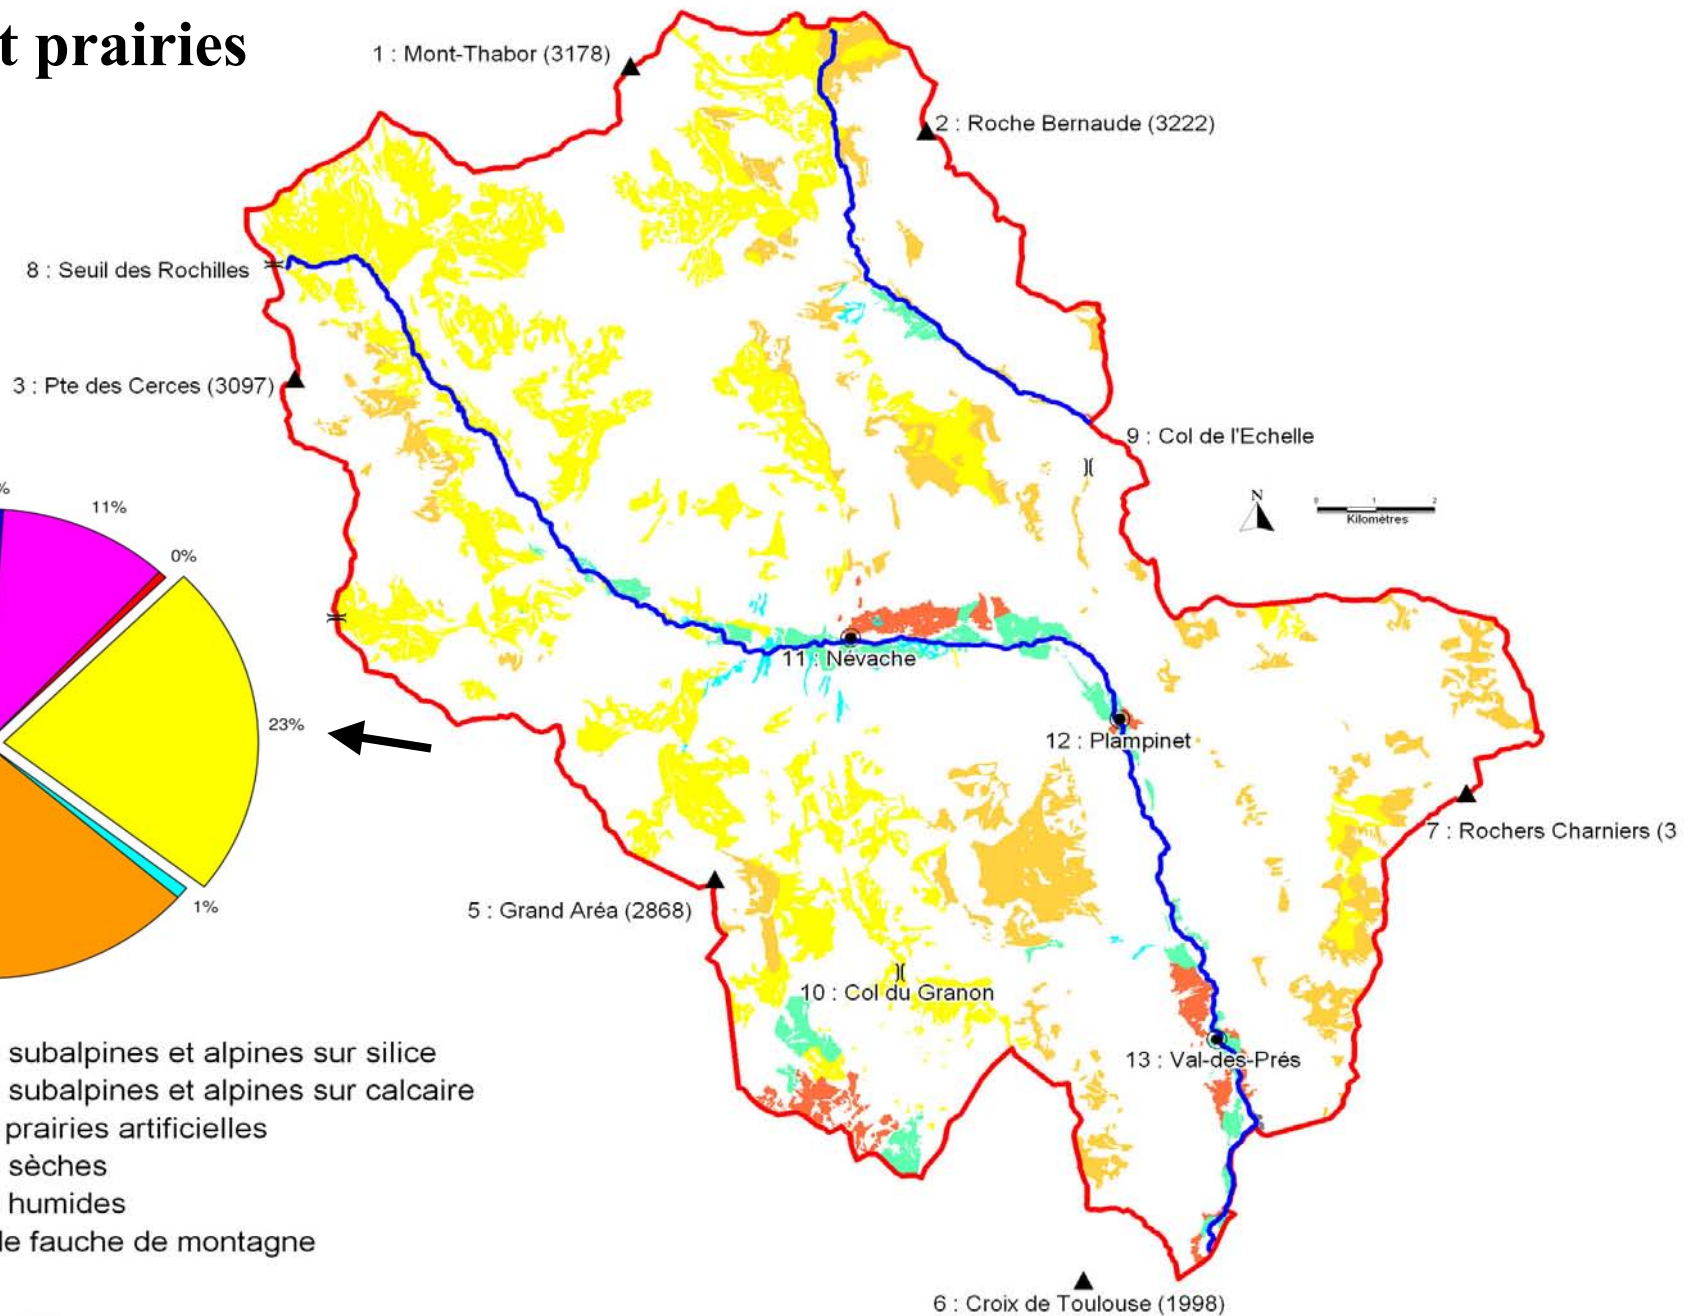 t prairies
1 : Mont-Thabor (3178)
2 : Roche Bernaude (3222)
8 : Seuil des Rochilles
3 : Pte des Cerces (3097)
9 : Col de l'Echelle
N
0 1 2
Kilomètres
%
11%
0%
23%
1%
11 : Névache
12 : Plampinet
7 : Rochers Charniers (3
5 : Grand Aréa (2868)
10 : Col du Granon
13 : Val-des-Prés
6 : Croix de Toulouse (1998)
subalpines et alpines sur silice
subalpines et alpines sur calcaire
prairies artificielles
sèches
humides
le fauche de montagne